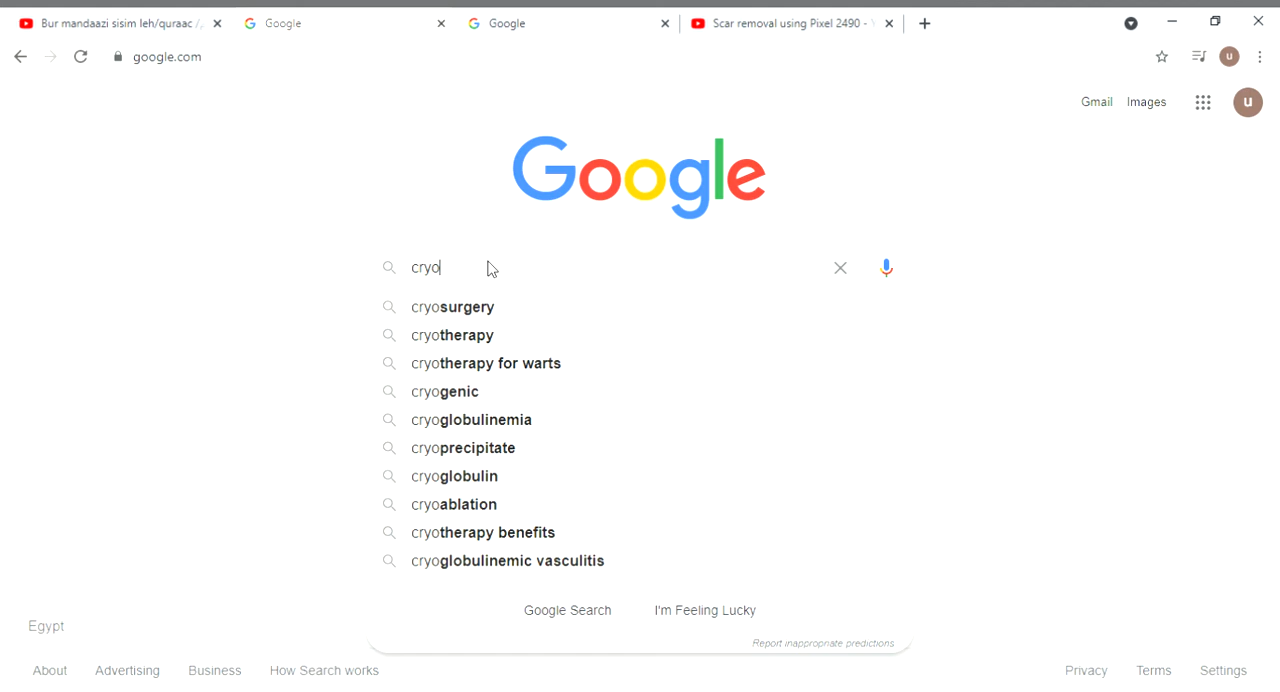 Bur mandaazi sisim leh/quraac /
Google
Google
Scar removal using Pixel 2490 -
google.com
u
Gmail
Images
u
Google
cryo
cryosurgery
cryotherapy
cryotherapy for warts
cryogenic
cryoglobulinemia
cryoprecipitate
cryoglobulin
cryoablation
cryotherapy benefits
cryoglobulinemic vasculitis
Google Search
I'm Feeling Lucky
Report inappropriate predictions
Egypt
About
Advertising
Business
How Search works
Privacy
Terms
Settings